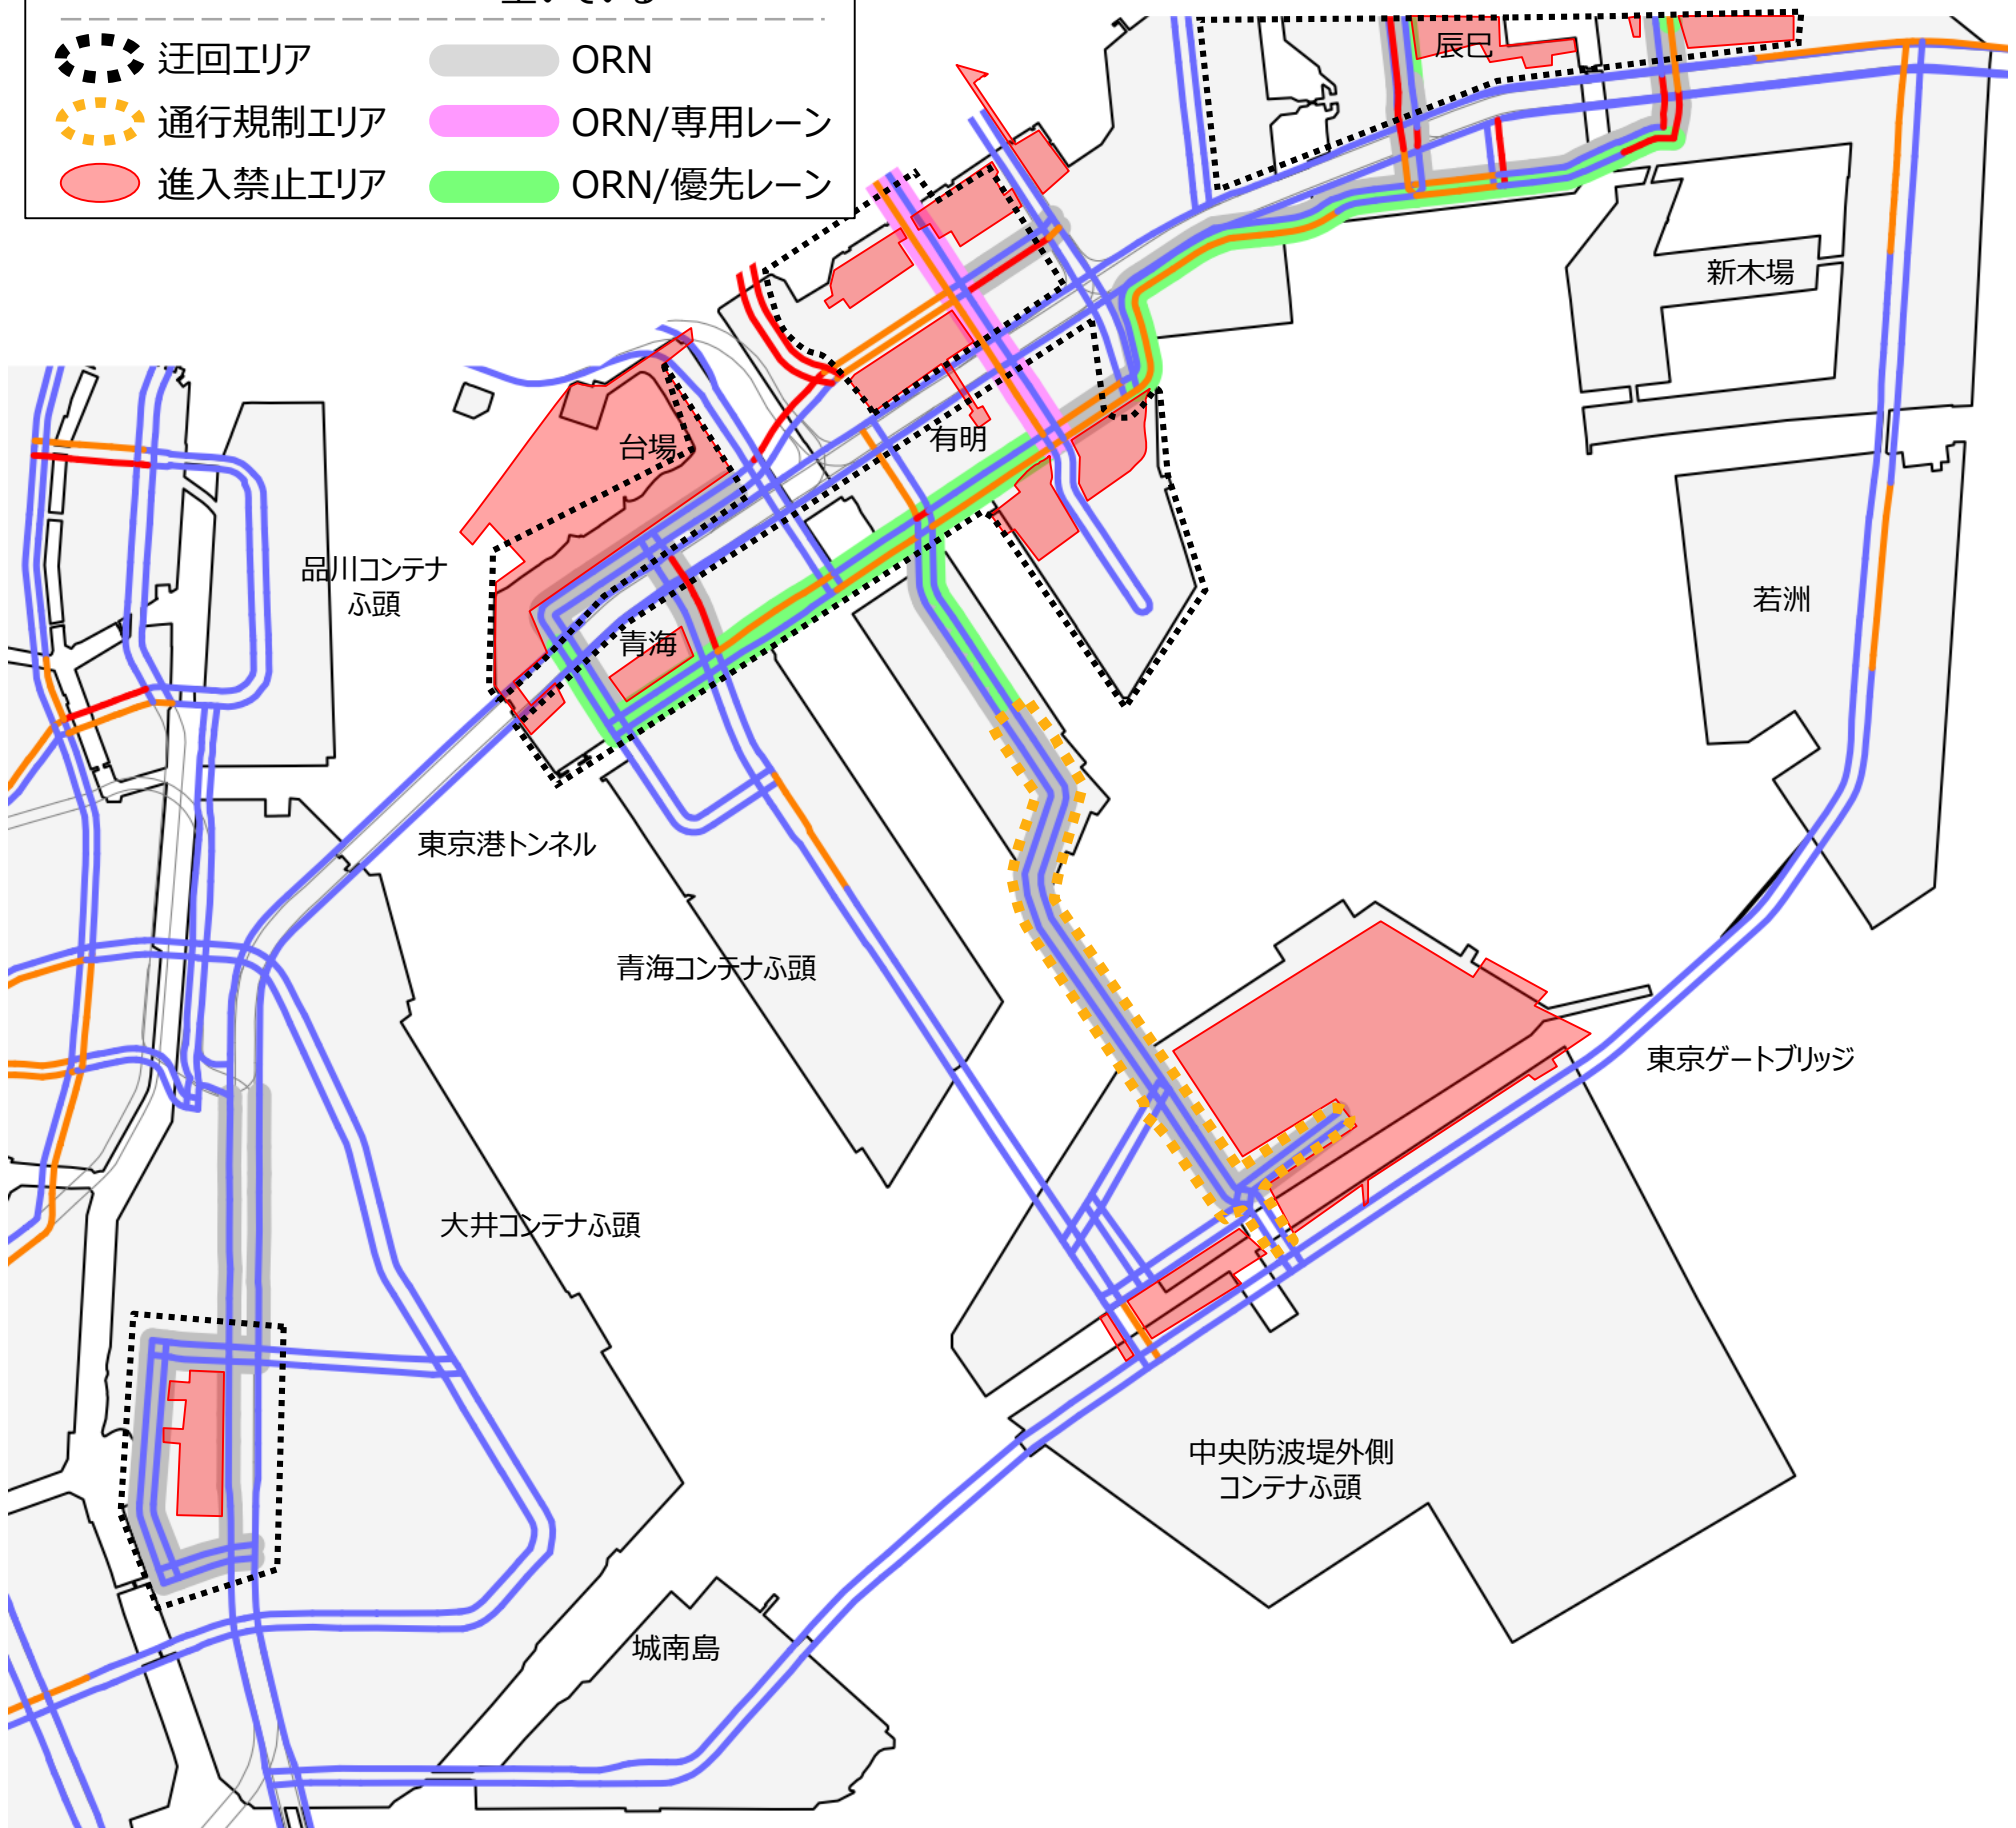 空いている
迂回エリア
ORN
通行規制エリア
ORN/専用レーン
進入禁止エリア
ORN/優先レーン
辰巳
新木場
有明
台場
品川コンテナ
ふ頭
若洲
青海
東京港トンネル
青海コンテナふ頭
東京ゲートブリッジ
大井コンテナふ頭
中央防波堤外側
コンテナふ頭
城南島